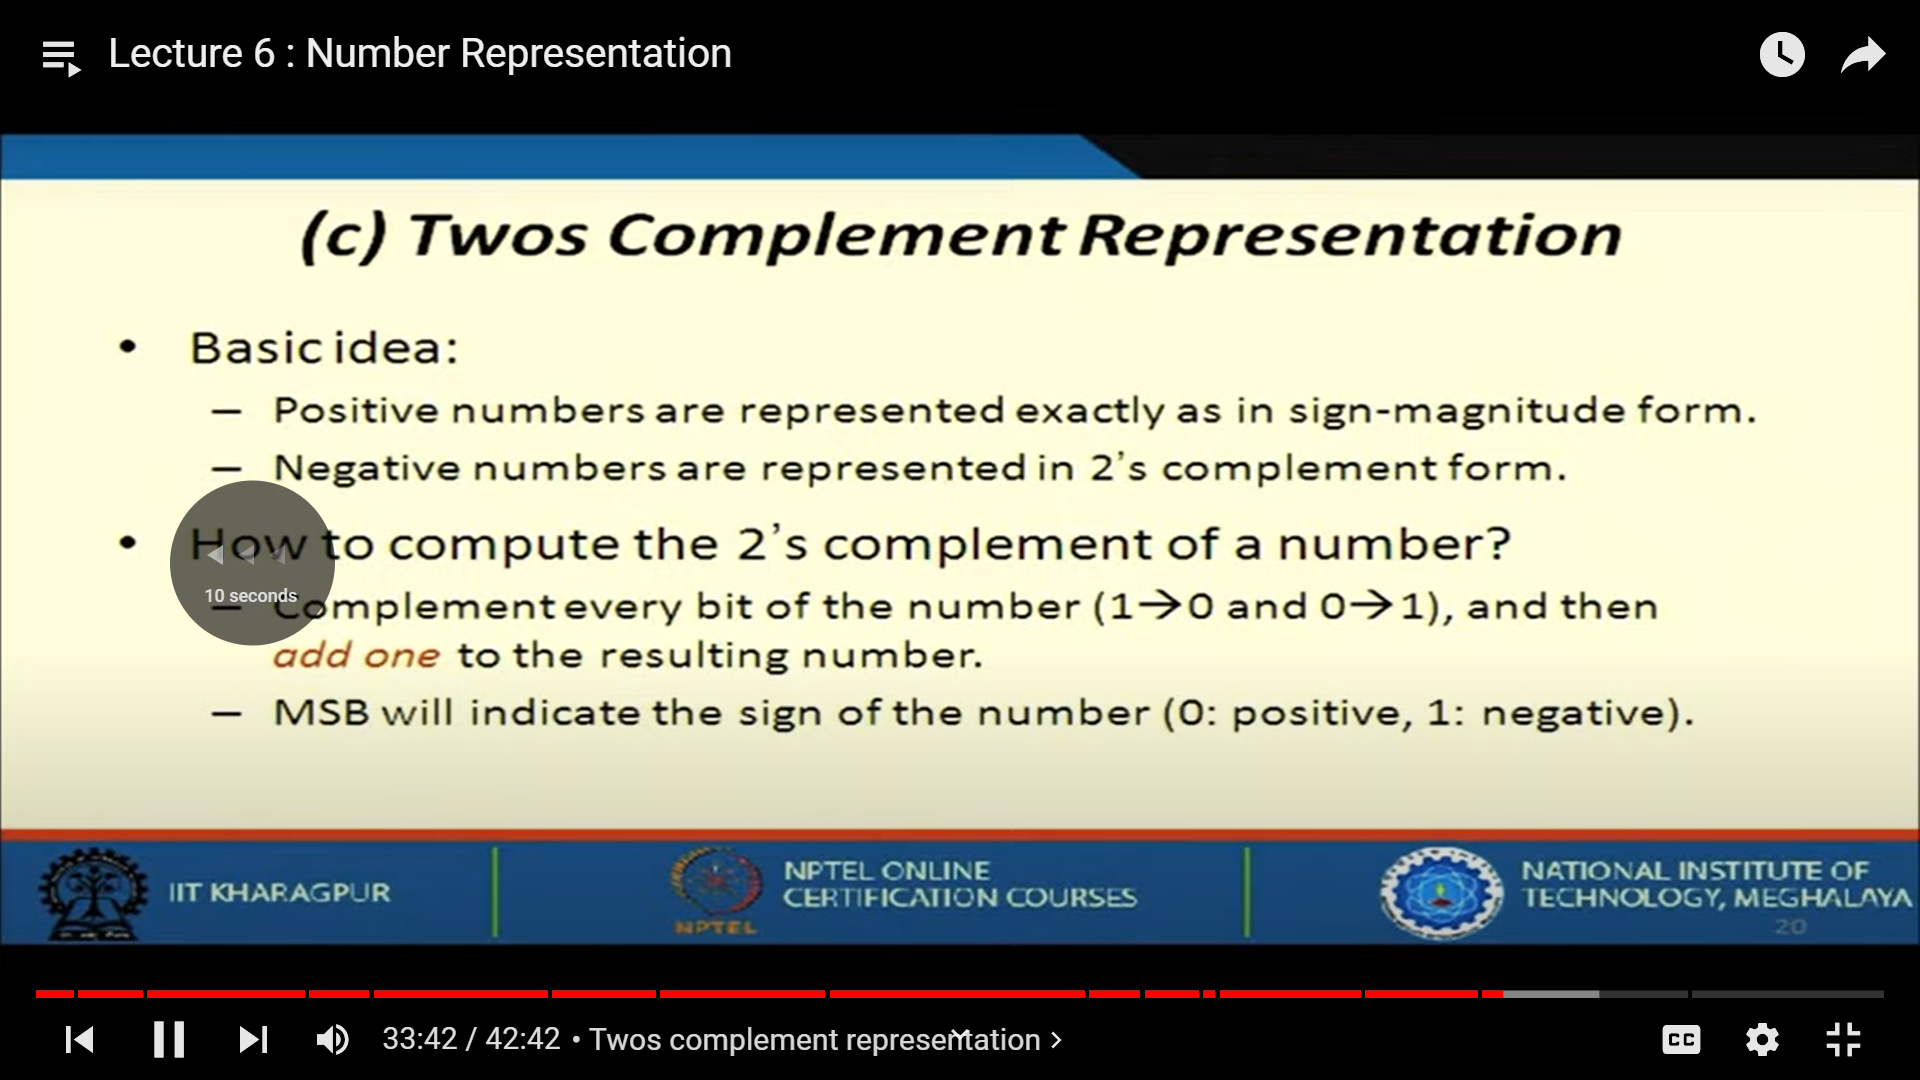 Lecture 6 : Number Representation
(c) Twos Complement Representation
• Basic idea:
– Positive numbers are represented exactly as in sign-magnitude form.
– Negative numbers are represented in 2's complement form.
• How to compute the 2's complement of a number?
10 seconds
– Complement every bit of the number (1→0 and 0→1), and then
add one to the resulting number.
– MSB will indicate the sign of the number (0: positive, 1: negative).
IIT KHARAGPUR
NPTEL
NPTEL ONLINE
CERTIFICATION COURSES
NATIONAL INSTITUTE OF
TECHNOLOGY, MEGHALAYA
20
33:42 / 42:42 • Twos complement representation ›
CC